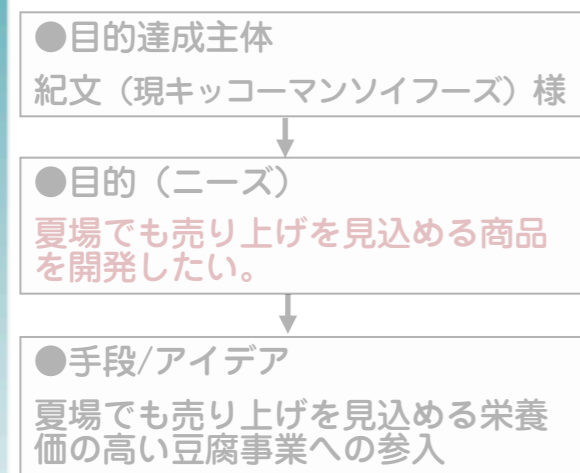 ●目的達成主体
紀文（現キッコーマンソイフーズ）様
●目的（ニーズ）
夏場でも売り上げを見込める商品
を開発したい。
●手段/アイデア
夏場でも売り上げを見込める栄養
価の高い豆腐事業への参入